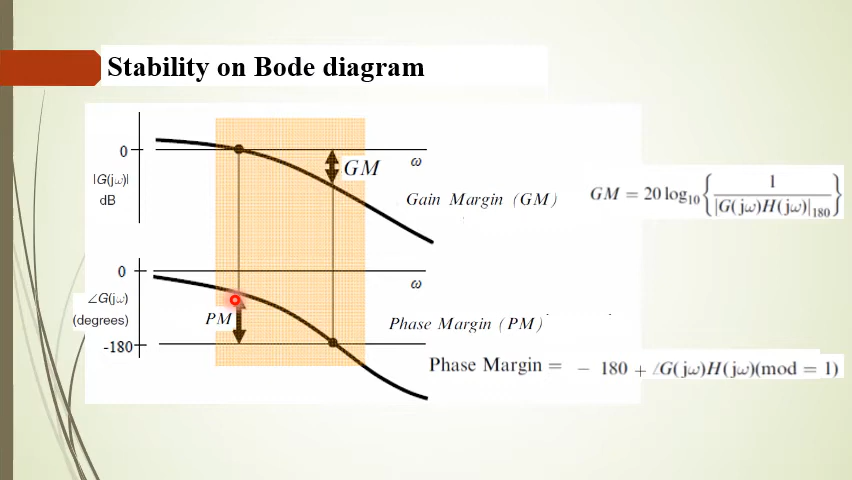 Stability on Bode diagram
0
|G(jω)|
dB
GM
ω
Gain Margin (GM)
GM = 20 log₁₀ { 1 / |G(jω)H(jω)|₁₈₀ }
0
∠G(jω)
(degrees)
ω
PM
Phase Margin (PM)
-180
Phase Margin = − 180 + ∠G(jω)H(jω)(mod = 1)